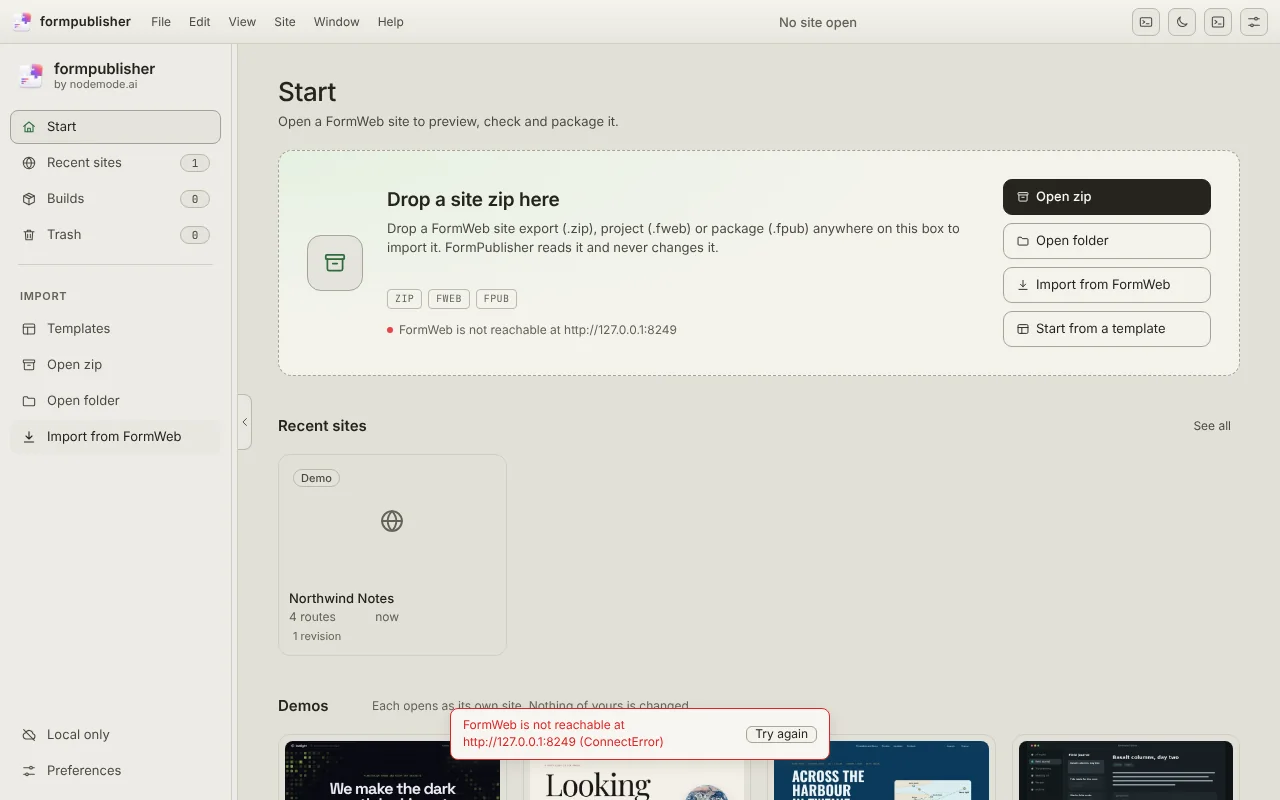 formpublisher File Edit View Site Window Help
No site open
formpublisher
by nodemode.ai
Start
Recent sites 1
Builds 0
Trash 0
IMPORT
Templates
Open zip
Open folder
Import from FormWeb
Local only
Preferences
Start
Open a FormWeb site to preview, check and package it.
Drop a site zip here
Drop a FormWeb site export (.zip), project (.fweb) or package (.fpub) anywhere on this box to
import it. FormPublisher reads it and never changes it.
ZIP FWEB FPUB
FormWeb is not reachable at http://127.0.0.1:8249
Open zip
Open folder
Import from FormWeb
Start from a template
Recent sites
See all
Demo
Northwind Notes
4 routes now
1 revision
Demos
Each opens as its own site. Nothing of yours is changed
FormWeb is not reachable at
http://127.0.0.1:8249 (ConnectError)
Try again
We make the dark
Looking
ACROSS THE
HARBOUR
Basalt columns, day two